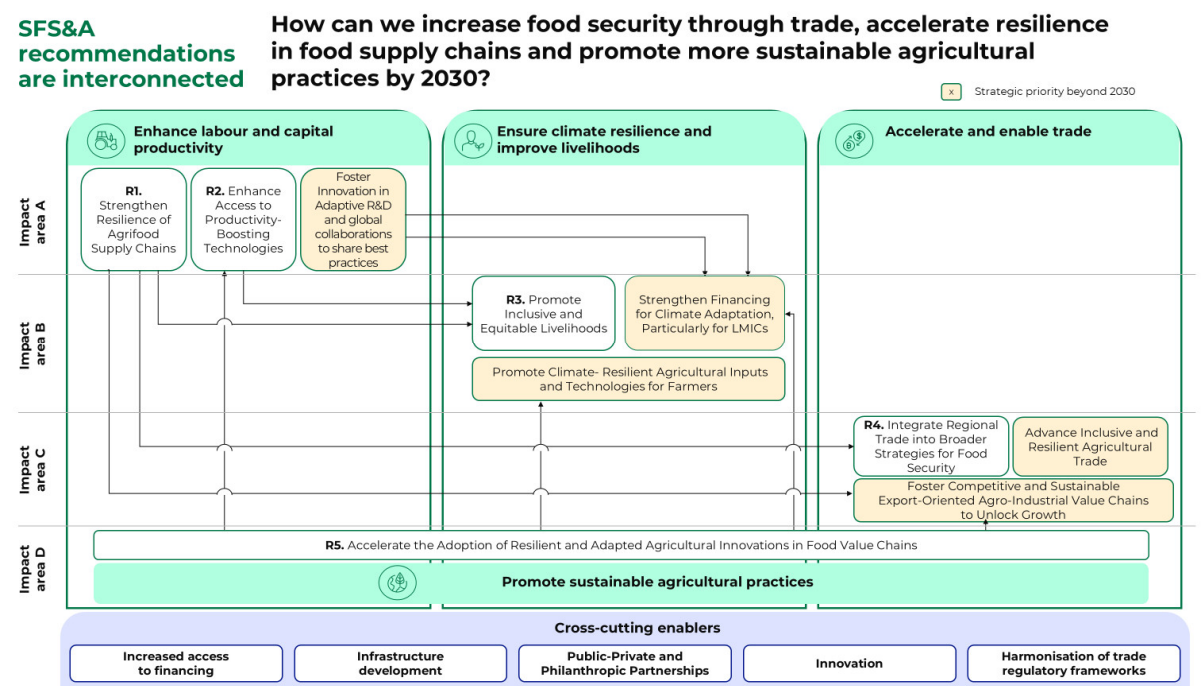 SFS&A
recommendations
are interconnected
How can we increase food security through trade, accelerate resilience
in food supply chains and promote more sustainable agricultural
practices by 2030?
x
Strategic priority beyond 2030
Enhance labour and capital
productivity
Ensure climate resilience and
improve livelihoods
Accelerate and enable trade
Impact
area A
R1.
Strengthen
Resilience of
Agrifood
Supply Chains
R2. Enhance
Access to
Productivity-
Boosting
Technologies
Foster
Innovation in
Adaptive R&D
and global
collaborations
to share best
practices
Impact
area B
R3. Promote
Inclusive and
Equitable Livelihoods
Strengthen Financing
for Climate Adaptation,
Particularly for LMICs
Promote Climate- Resilient Agricultural Inputs
and Technologies for Farmers
Impact
area C
R4. Integrate Regional
Trade into Broader
Strategies for Food
Security
Advance Inclusive and
Resilient Agricultural
Trade
Foster Competitive and Sustainable
Export-Oriented Agro-Industrial Value Chains
to Unlock Growth
Impact
area D
R5. Accelerate the Adoption of Resilient and Adapted Agricultural Innovations in Food Value Chains
Promote sustainable agricultural practices
Cross-cutting enablers
Increased access
to financing
Infrastructure
development
Public-Private and
Philanthropic Partnerships
Innovation
Harmonisation of trade
regulatory frameworks